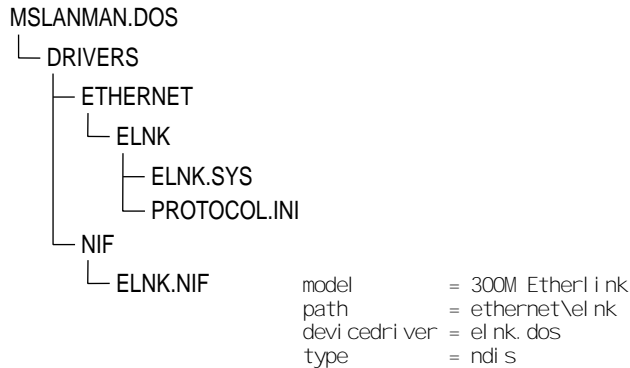 MSLANMAN.DOS
DRIVERS
ETHERNET
ELNK
ELNK.SYS
PROTOCOL.INI
NIF
ELNK.NIF
model = 300M Etherlink
path = ethernet\elnk
devicedriver = elnk.dos
type = ndis